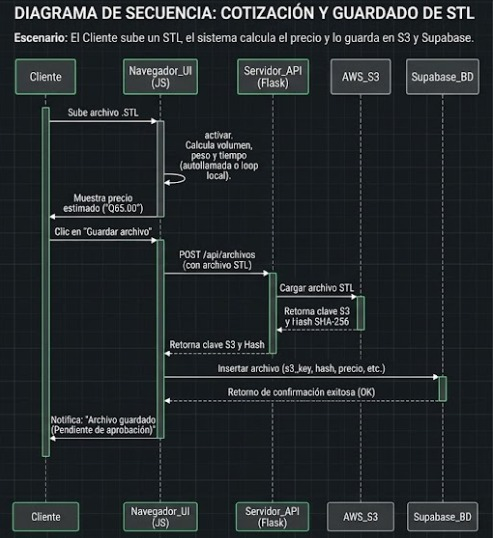 DIAGRAMA DE SECUENCIA: COTIZACIÓN Y GUARDADO DE STL
Escenario: El Cliente sube un STL, el sistema calcula el precio y lo guarda en S3 y Supabase.
Cliente
Navegador_UI
(JS)
Servidor_API
(Flask)
AWS_S3
Supabase_BD
Sube archivo .STL
activar.
Calcula volumen,
peso y tiempo
(autollamada o loop
local).
Muestra precio
estimado ("Q65.00")
Clic en "Guardar archivo"
POST /api/archivos
(con archivo STL)
Cargar archivo STL
Retorna clave S3
y Hash SHA-256
Retorna clave S3 y Hash
Insertar archivo (s3_key, hash, precio, etc.)
Retorno de confirmación exitosa (OK)
Notifica: "Archivo guardado
(Pendiente de aprobación)"
Cliente
Navegador_UI
(JS)
Servidor_API
(Flask)
AWS_S3
Supabase_BD